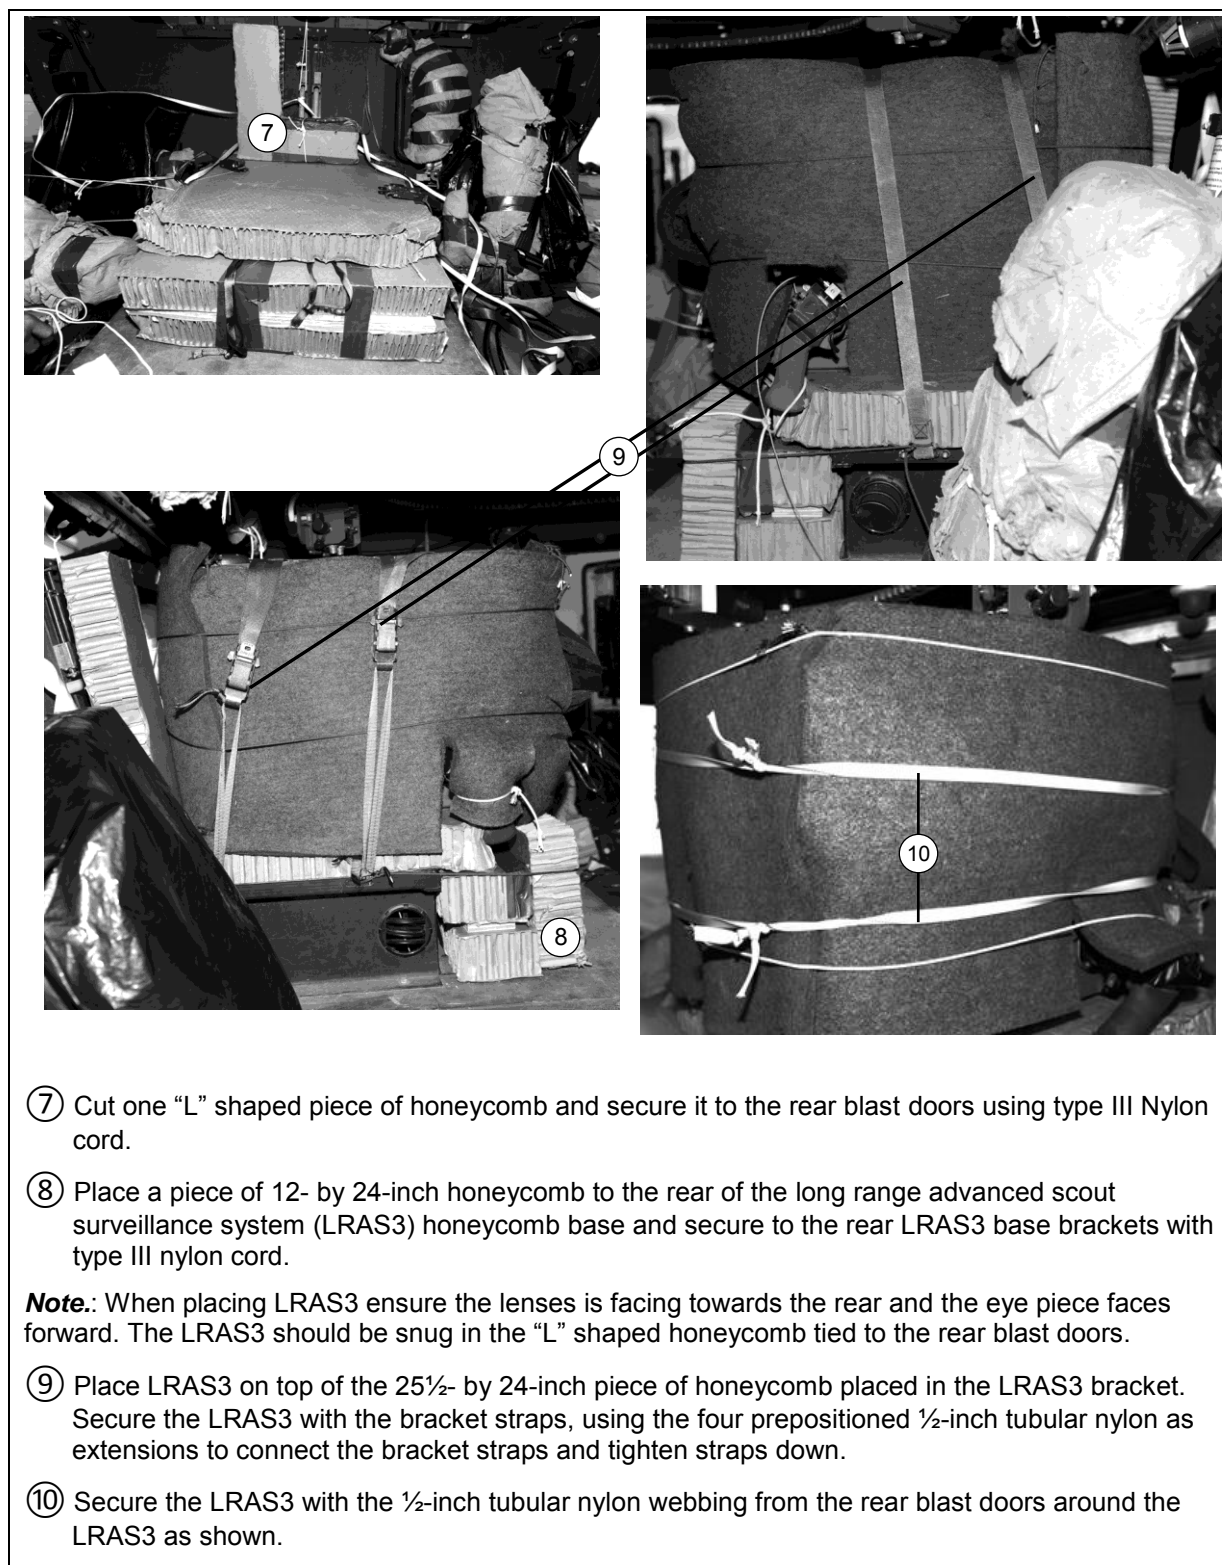 7
9
8
10
⑦ Cut one “L” shaped piece of honeycomb and secure it to the rear blast doors using type III Nylon
cord.
⑧ Place a piece of 12- by 24-inch honeycomb to the rear of the long range advanced scout
surveillance system (LRAS3) honeycomb base and secure to the rear LRAS3 base brackets with
type III nylon cord.
Note.: When placing LRAS3 ensure the lenses is facing towards the rear and the eye piece faces
forward. The LRAS3 should be snug in the “L” shaped honeycomb tied to the rear blast doors.
⑨ Place LRAS3 on top of the 25½- by 24-inch piece of honeycomb placed in the LRAS3 bracket.
Secure the LRAS3 with the bracket straps, using the four prepositioned ½-inch tubular nylon as
extensions to connect the bracket straps and tighten straps down.
⑩ Secure the LRAS3 with the ½-inch tubular nylon webbing from the rear blast doors around the
LRAS3 as shown.